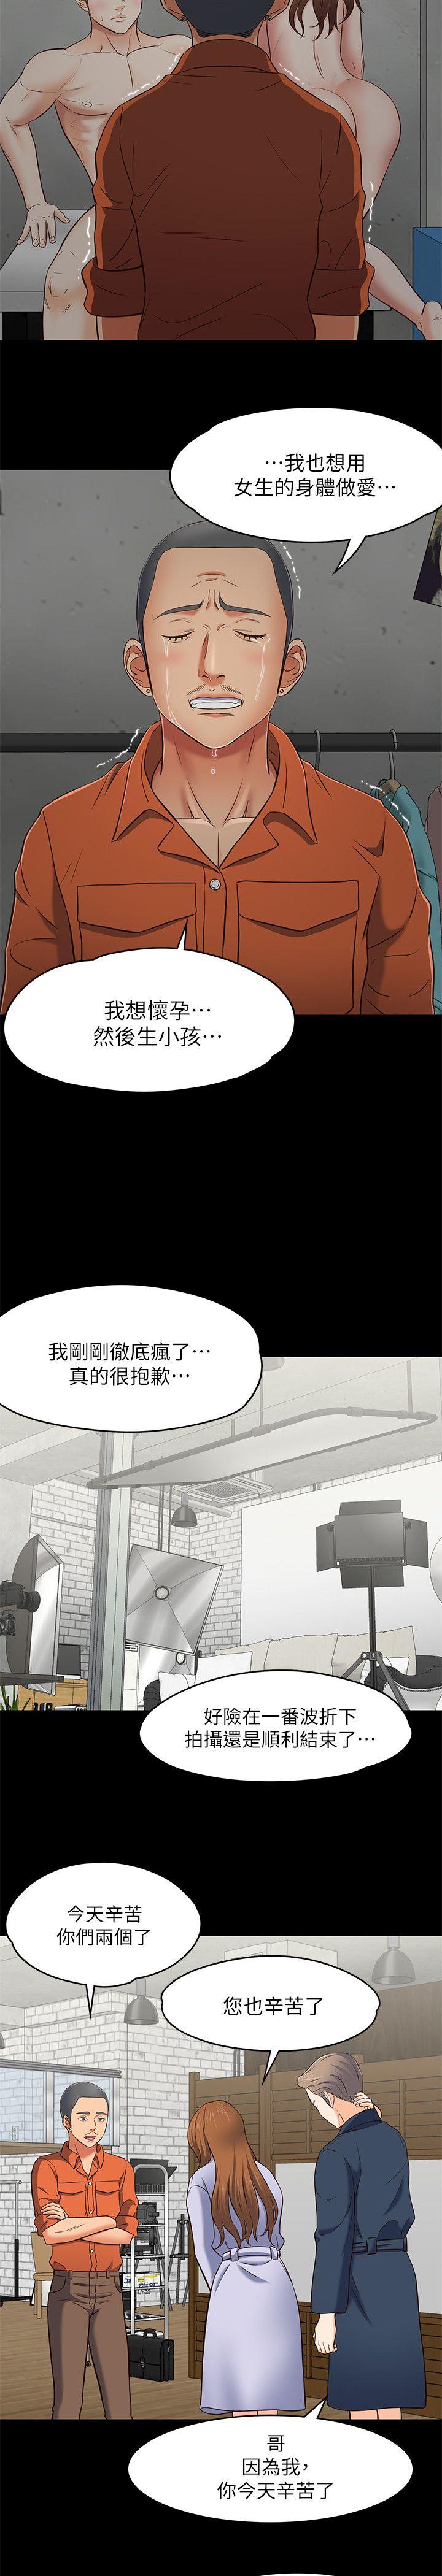 …我也想用
女生的身體做愛…
我想懷孕…
然後生小孩…
我剛剛徹底瘋了…
真的很抱歉…
好險在一番波折下
拍攝還是順利結束了…
今天辛苦
你們兩個了
您也辛苦了
哥
因為我，
你今天辛苦了